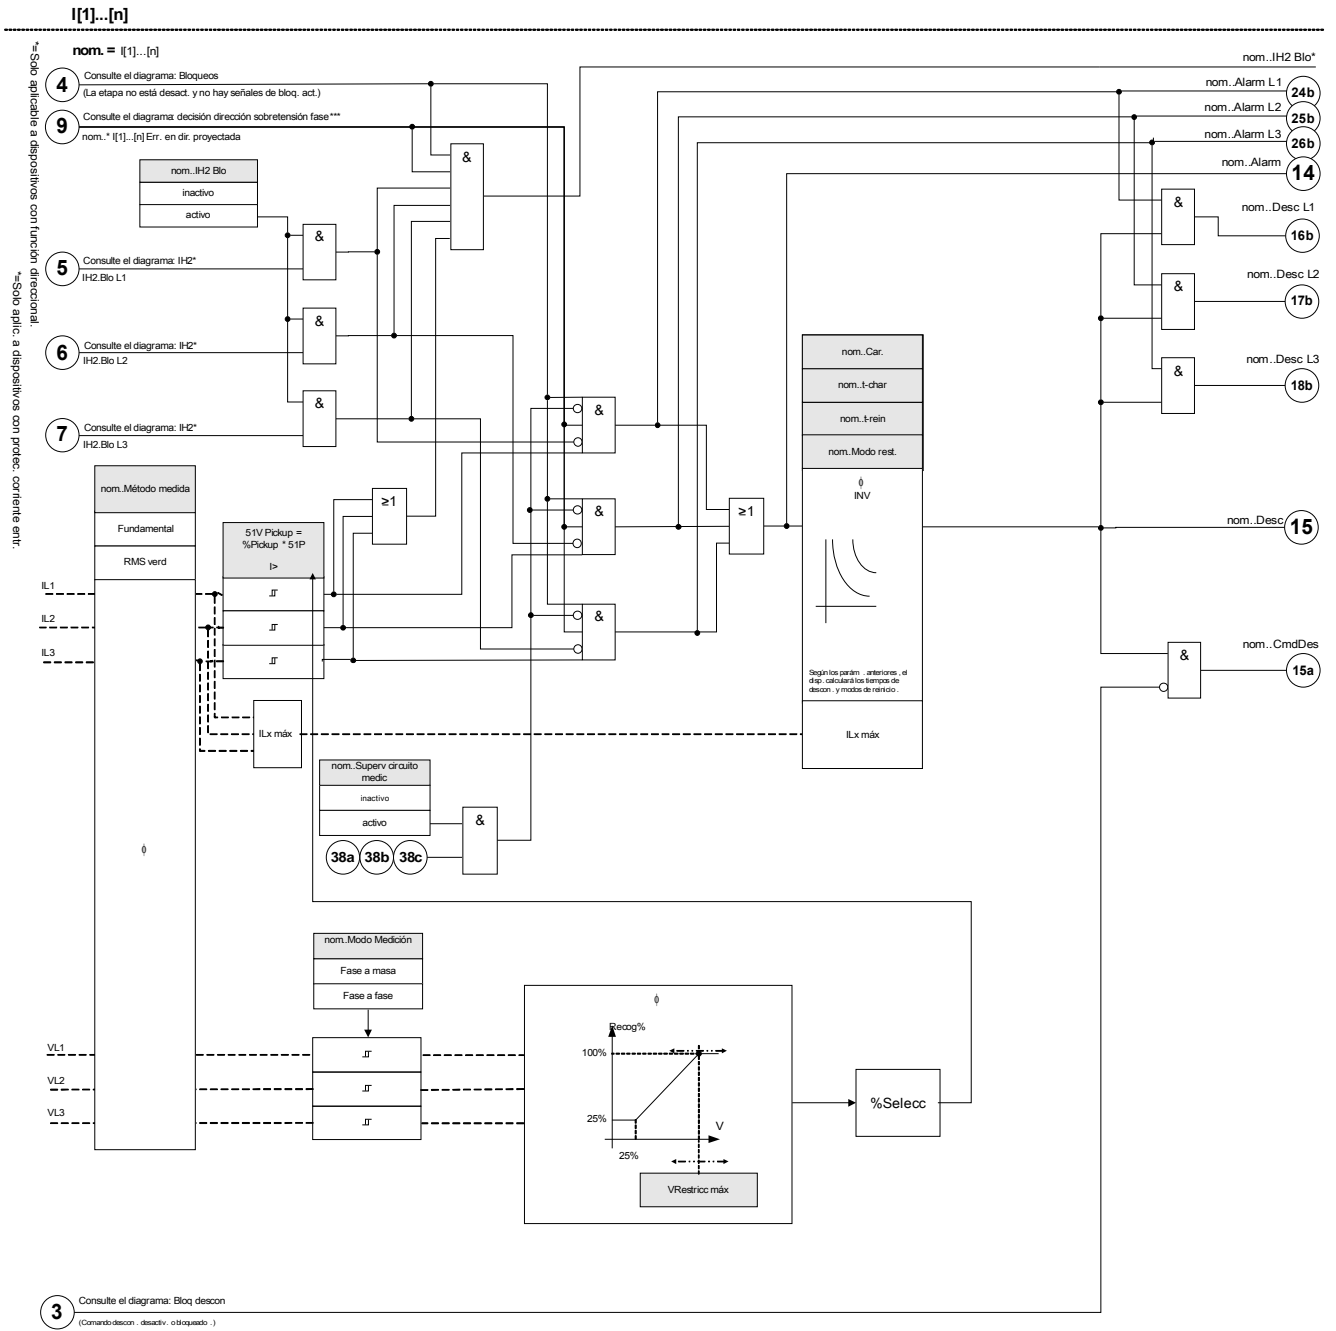 I[1]...[n]
nom. = I[1]...[n]
*=Solo aplicable a dispositivos con función direccional.
*=Solo aplic. a dispositivos con protec. corriente entr.
4
Consulte el diagrama: Bloqueos
(La etapa no está desact. y no hay señales de bloq. act.)
9
Consulte el diagrama: decisión dirección sobretensión fase***
nom..* I[1]...[n] Err. en dir. proyectada
nom..IH2 Blo
inactivo
activo
&
5
Consulte el diagrama: IH2*
IH2.Blo L1
&
6
Consulte el diagrama: IH2*
IH2.Blo L2
&
7
Consulte el diagrama: IH2*
IH2.Blo L3
&
nom..IH2 Blo*
nom..Alarm L1
24b
nom..Alarm L2
25b
nom..Alarm L3
26b
nom..Alarm
14
&
nom..Desc L1
16b
&
nom..Desc L2
17b
&
nom..Desc L3
18b
nom..Método medida
Fundamental
RMS verd
ϕ
IL1
IL2
IL3
51V Pickup =
%Pickup * 51P
I>
≥1
&
&
&
≥1
nom..Car.
nom..t-char
nom..t-rein
nom..Modo rest.
ϕ
INV
Según los parám . anteriores , el
disp . calculará los tiempos de
descon . y modos de reinicio .
ILx máx
nom..Desc
15
&
nom..CmdDes
15a
ILx máx
nom..Superv circuito
medic
inactivo
activo
&
38a
38b
38c
nom..Modo Medición
Fase a masa
Fase a fase
VL1
VL2
VL3
ϕ
Recog%
100%
25%
V
25%
VRestricc máx
%Selecc
3
Consulte el diagrama: Bloq descon
(Comando descon . desactiv. o bloqueado . )